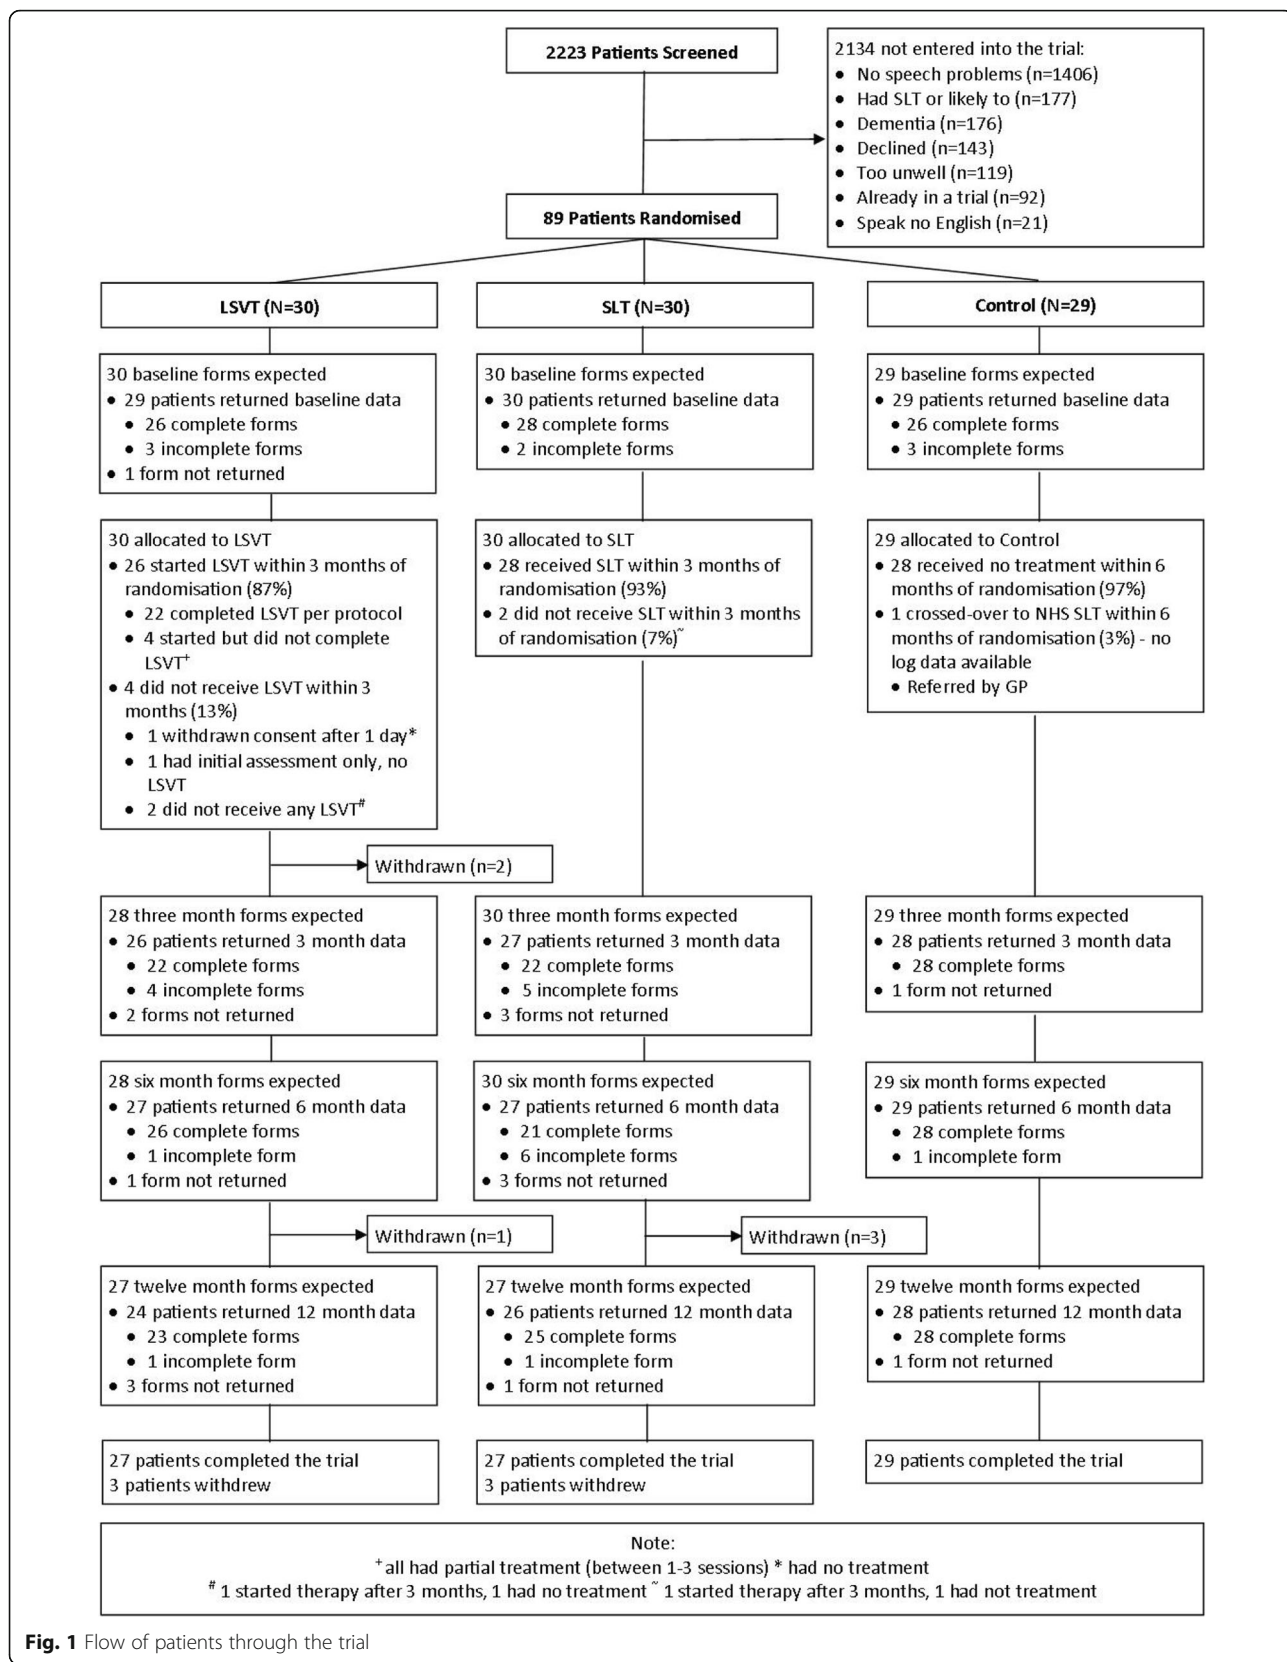 2223 Patients Screened
2134 not entered into the trial:
● No speech problems (n=1406)
● Had SLT or likely to (n=177)
● Dementia (n=176)
● Declined (n=143)
● Too unwell (n=119)
● Already in a trial (n=92)
● Speak no English (n=21)
89 Patients Randomised
LSVT (N=30)
30 baseline forms expected
● 29 patients returned baseline data
● 26 complete forms
● 3 incomplete forms
● 1 form not returned
30 allocated to LSVT
● 26 started LSVT within 3 months of
randomisation (87%)
● 22 completed LSVT per protocol
● 4 started but did not complete
LSVT⁺
● 4 did not receive LSVT within 3
months (13%)
● 1 withdrawn consent after 1 day*
● 1 had initial assessment only, no
LSVT
● 2 did not receive any LSVT#
Withdrawn (n=2)
28 three month forms expected
● 26 patients returned 3 month data
● 22 complete forms
● 4 incomplete forms
● 2 forms not returned
28 six month forms expected
● 27 patients returned 6 month data
● 26 complete forms
● 1 incomplete form
● 1 form not returned
Withdrawn (n=1)
27 twelve month forms expected
● 24 patients returned 12 month data
● 23 complete forms
● 1 incomplete form
● 3 forms not returned
27 patients completed the trial
3 patients withdrew
SLT (N=30)
30 baseline forms expected
● 30 patients returned baseline data
● 28 complete forms
● 2 incomplete forms
30 allocated to SLT
● 28 received SLT within 3 months of
randomisation (93%)
● 2 did not receive SLT within 3 months
of randomisation (7%)~
30 three month forms expected
● 27 patients returned 3 month data
● 22 complete forms
● 5 incomplete forms
● 3 forms not returned
30 six month forms expected
● 27 patients returned 6 month data
● 21 complete forms
● 6 incomplete forms
● 3 forms not returned
Withdrawn (n=3)
27 twelve month forms expected
● 26 patients returned 12 month data
● 25 complete forms
● 1 incomplete form
● 1 form not returned
27 patients completed the trial
3 patients withdrew
Control (N=29)
29 baseline forms expected
● 29 patients returned baseline data
● 26 complete forms
● 3 incomplete forms
29 allocated to Control
● 28 received no treatment within 6
months of randomisation (97%)
● 1 crossed-over to NHS SLT within 6
months of randomisation (3%) - no
log data available
● Referred by GP
29 three month forms expected
● 28 patients returned 3 month data
● 28 complete forms
● 1 form not returned
29 six month forms expected
● 29 patients returned 6 month data
● 28 complete forms
● 1 incomplete form
29 twelve month forms expected
● 28 patients returned 12 month data
● 28 complete forms
● 1 form not returned
29 patients completed the trial
Note:
⁺ all had partial treatment (between 1-3 sessions) * had no treatment
# 1 started therapy after 3 months, 1 had no treatment ~ 1 started therapy after 3 months, 1 had not treatment
Fig. 1 Flow of patients through the trial